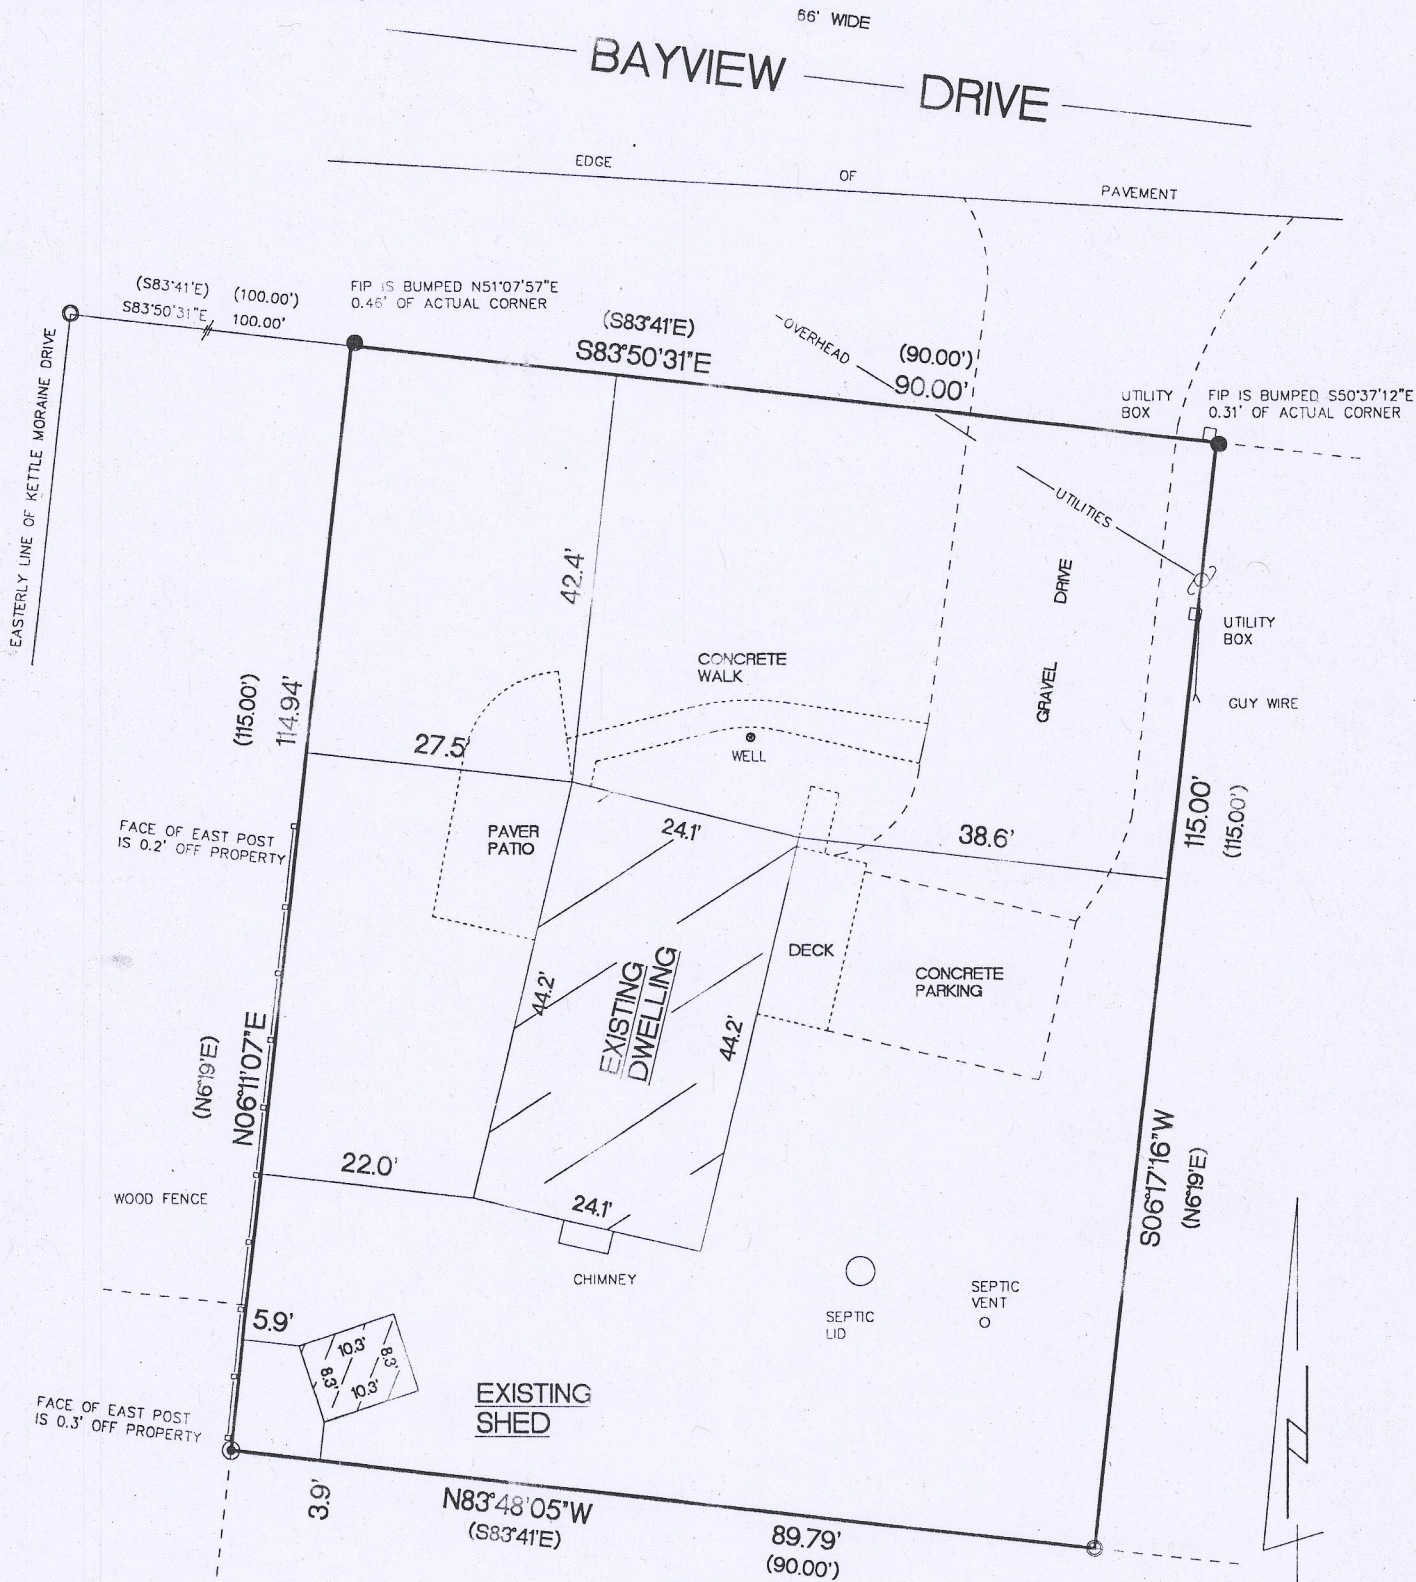 66' WIDE
BAYVIEW DRIVE
EDGE OF PAVEMENT
(S83°41'E) (100.00')
S83°50'31"E 100.00'
FIP IS BUMPED N51°07'57"E
0.46' OF ACTUAL CORNER
(S83°41'E)
S83°50'31"E
OVERHEAD
(90.00')
90.00'
UTILITY
BOX
FIP IS BUMPED S50°37'12"E
0.31' OF ACTUAL CORNER
EASTERLY LINE OF KETTLE MORAINE DRIVE
UTILITIES
42.4'
GRAVEL DRIVE
UTILITY
BOX
GUY WIRE
CONCRETE
WALK
WELL
(115.00')
114.94'
27.5'
FACE OF EAST POST
IS 0.2' OFF PROPERTY
PAVER
PATIO
24.1'
38.6'
115.00'
(115.00')
DECK
CONCRETE
PARKING
44.2'
EXISTING
DWELLING
44.2'
(N6°19'E)
N06°11'07"E
22.0'
WOOD FENCE
24.1'
CHIMNEY
S06°17'16"W
(N6°19'E)
SEPTIC
LID
SEPTIC
VENT
5.9'
10.3'
8.3'
8.3'
10.3'
EXISTING
SHED
FACE OF EAST POST
IS 0.3' OFF PROPERTY
3.9'
N83°48'05"W
(S83°41'E)
89.79'
(90.00')